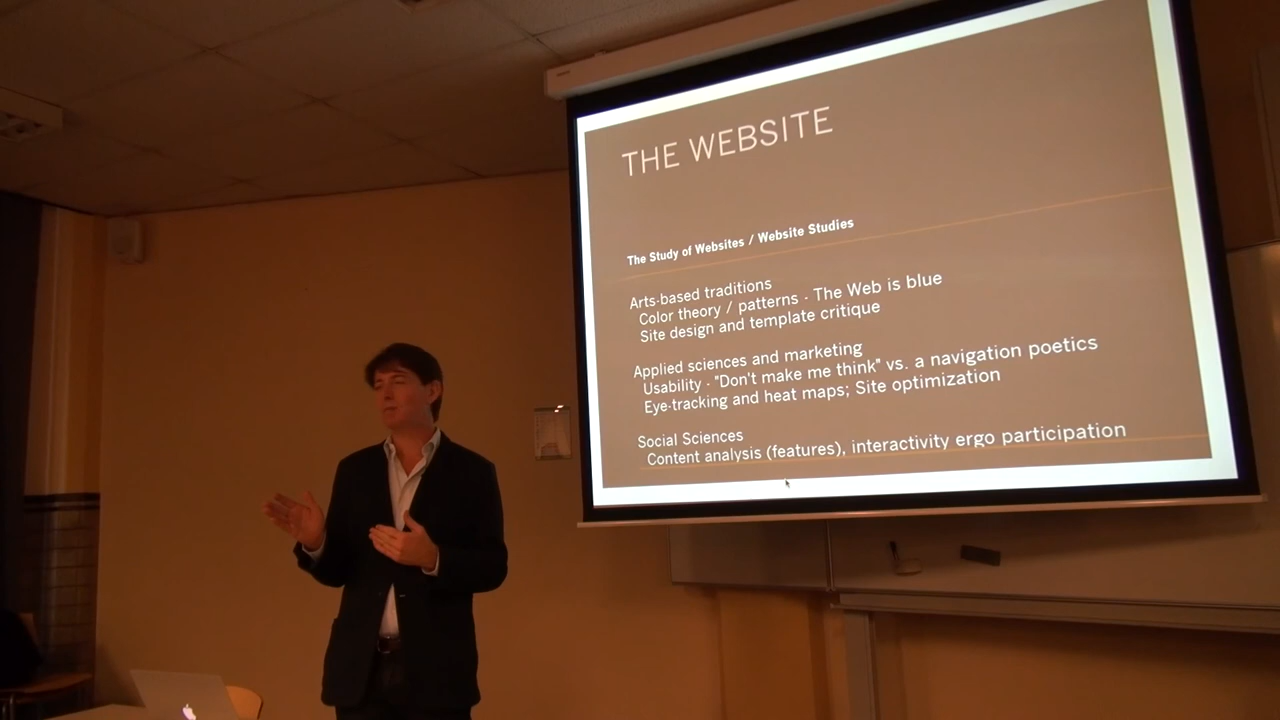 THE WEBSITE
The Study of Websites / Website Studies
Arts-based traditions
Color theory / patterns - The Web is blue
Site design and template critique
Applied sciences and marketing
Usability - "Don't make me think" vs. a navigation poetics
Eye-tracking and heat maps; Site optimization
Social Sciences
Content analysis (features), interactivity ergo participation